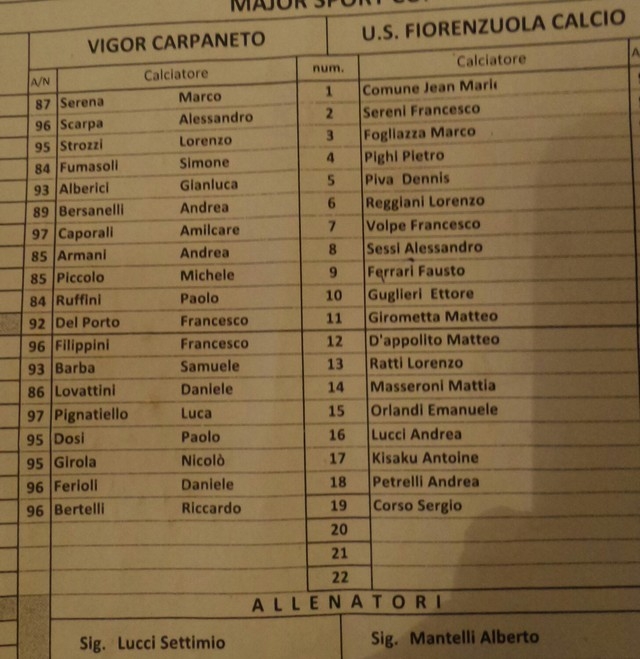 MAJOR SPORT
VIGOR CARPANETO U.S. FIORENZUOLA CALCIO
A/N Calciatore num. Calciatore
87 Serena Marco 1 Comune Jean Mari
96 Scarpa Alessandro 2 Sereni Francesco
95 Strozzi Lorenzo 3 Fogliazza Marco
84 Fumasoli Simone 4 Pighi Pietro
93 Alberici Gianluca 5 Piva Dennis
89 Bersanelli Andrea 6 Reggiani Lorenzo
97 Caporali Amilcare 7 Volpe Francesco
85 Armani Andrea 8 Sessi Alessandro
85 Piccolo Michele 9 Ferrari Fausto
84 Ruffini Paolo 10 Guglieri Ettore
92 Del Porto Francesco 11 Girometta Matteo
96 Filippini Francesco 12 D'appolito Matteo
93 Barba Samuele 13 Ratti Lorenzo
86 Lovattini Daniele 14 Masseroni Mattia
97 Pignatiello Luca 15 Orlandi Emanuele
95 Dosi Paolo 16 Lucci Andrea
95 Girola Nicolò 17 Kisaku Antoine
96 Ferioli Daniele 18 Petrelli Andrea
96 Bertelli Riccardo 19 Corso Sergio
20
21
22
ALLENATORI
Sig. Lucci Settimio Sig. Mantelli Alberto